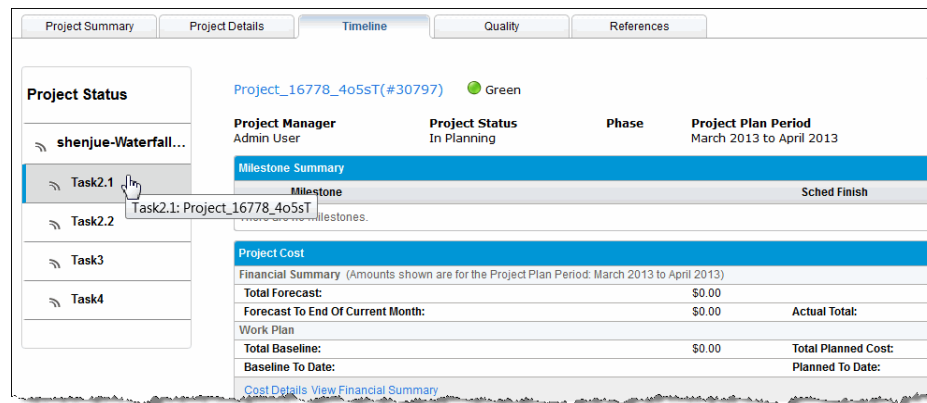 Project Summary Project Details Timeline Quality References
Project Status
shenjue-Waterfall...
Task2.1
Task2.1: Project_16778_4o5sT
Task2.2
Task3
Task4
Project_16778_4o5sT(#30797) Green
Project Manager Project Status Phase Project Plan Period
Admin User In Planning March 2013 to April 2013
Milestone Summary
Milestone Sched Finish
There are no milestones.
Project Cost
Financial Summary (Amounts shown are for the Project Plan Period: March 2013 to April 2013)
Total Forecast: $0.00
Forecast To End Of Current Month: $0.00 Actual Total:
Work Plan
Total Baseline: $0.00 Total Planned Cost:
Baseline To Date: Planned To Date:
Cost Details View Financial Summary